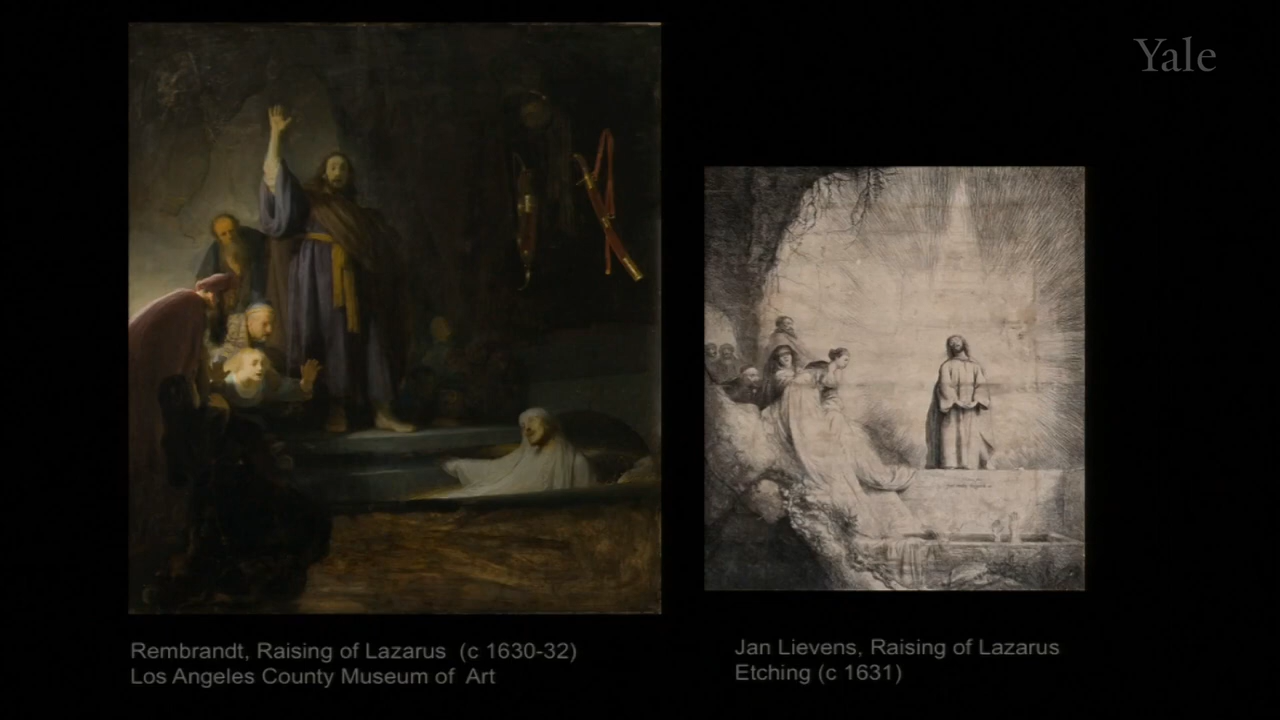 Yale
Rembrandt, Raising of Lazarus (c 1630-32)
Los Angeles County Museum of Art
Jan Lievens, Raising of Lazarus
Etching (c 1631)